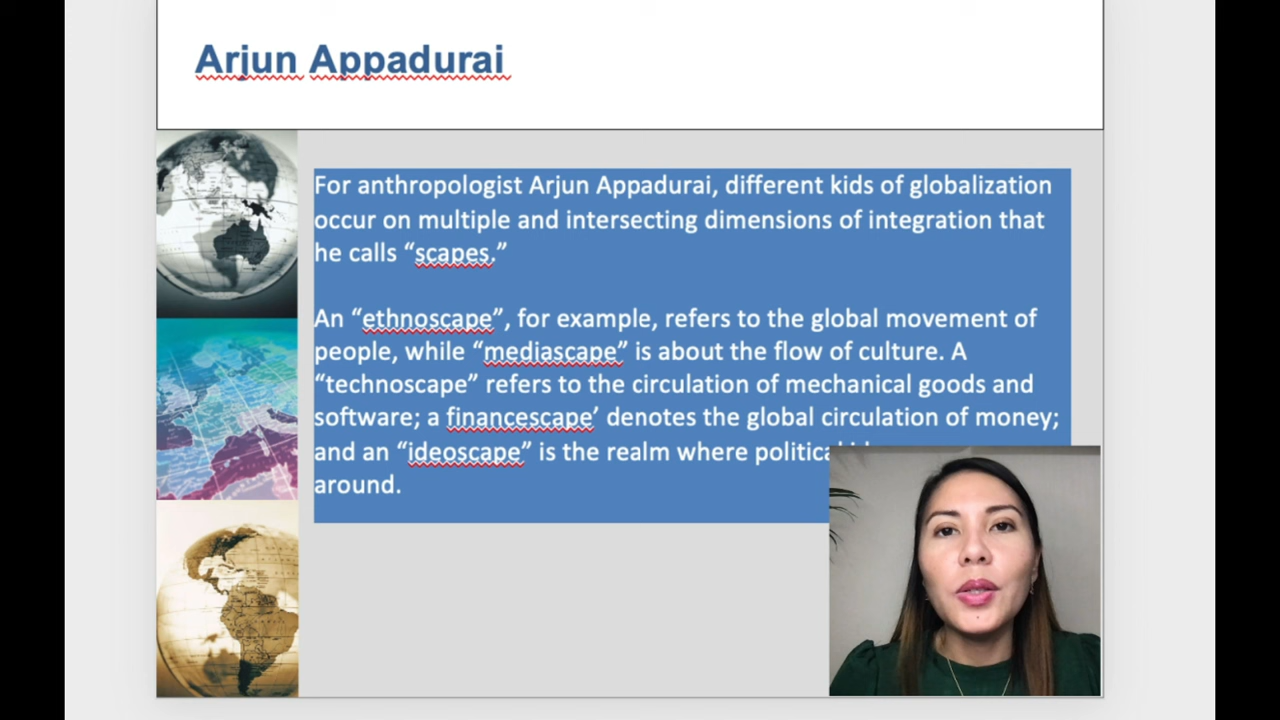 Arjun Appadurai
For anthropologist Arjun Appadurai, different kids of globalization
occur on multiple and intersecting dimensions of integration that
he calls “scapes.”
An “ethnoscape”, for example, refers to the global movement of
people, while “mediascape” is about the flow of culture. A
“technoscape” refers to the circulation of mechanical goods and
software; a financescape’ denotes the global circulation of money;
and an “ideoscape” is the realm where
around.